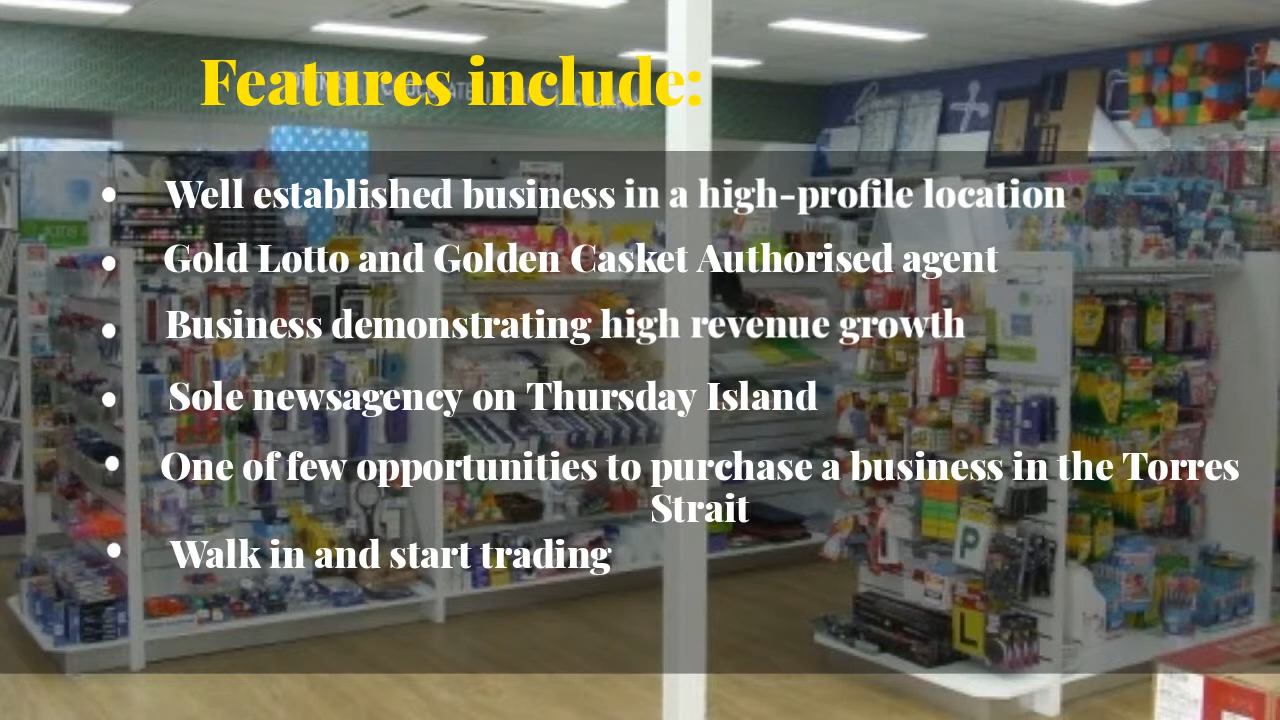 Features include:
• Well established business in a high-profile location
• Gold Lotto and Golden Casket Authorised agent
• Business demonstrating high revenue growth
• Sole newsagency on Thursday Island
• One of few opportunities to purchase a business in the Torres
Strait
• Walk in and start trading
P
L